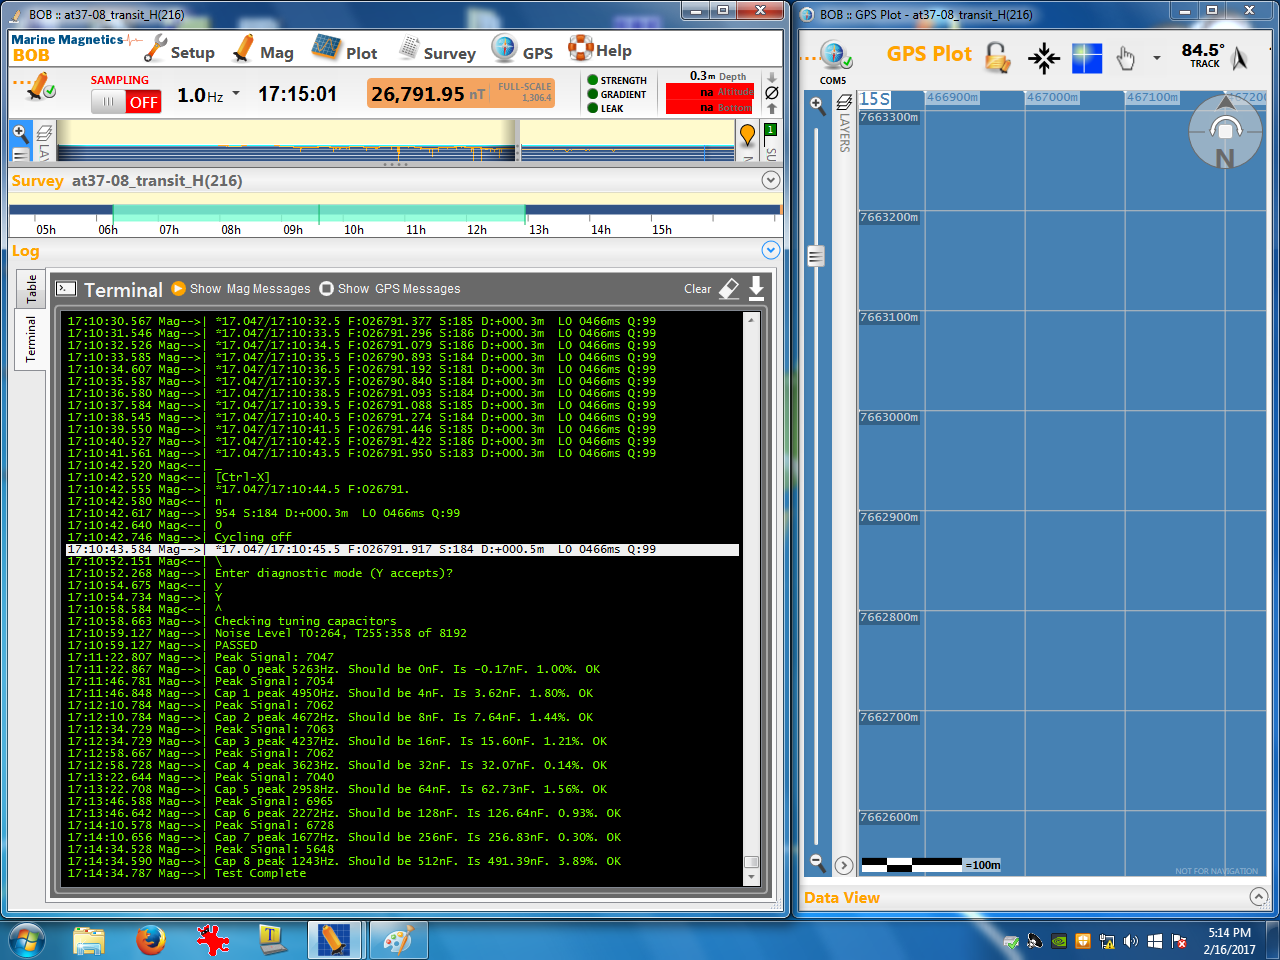 BOB :: at37-08_transit_H(216)
Marine Magnetics
BOB
Setup
Mag
Plot
Survey
GPS
Help
SAMPLING
OFF
1.0 Hz
17:15:01
26,791.95 nT
FULL-SCALE
1,306.4
STRENGTH
GRADIENT
LEAK
0.3 m Depth
na Altitude
na Bottom
LA
1
Survey at37-08_transit_H(216)
05h 06h 07h 08h 09h 10h 11h 12h 13h 14h 15h
Log
Table
Terminal
Terminal Show Mag Messages Show GPS Messages Clear
17:10:30.567 Mag-->| *17.047/17:10:32.5 F:026791.377 S:185 D:+000.3m L0 0466ms Q:99
17:10:31.546 Mag-->| *17.047/17:10:33.5 F:026791.296 S:186 D:+000.3m L0 0466ms Q:99
17:10:32.526 Mag-->| *17.047/17:10:34.5 F:026791.079 S:186 D:+000.3m L0 0466ms Q:99
17:10:33.585 Mag-->| *17.047/17:10:35.5 F:026790.893 S:184 D:+000.3m L0 0466ms Q:99
17:10:34.607 Mag-->| *17.047/17:10:36.5 F:026791.192 S:181 D:+000.3m L0 0466ms Q:99
17:10:35.587 Mag-->| *17.047/17:10:37.5 F:026790.840 S:184 D:+000.3m L0 0466ms Q:99
17:10:36.580 Mag-->| *17.047/17:10:38.5 F:026791.093 S:184 D:+000.3m L0 0466ms Q:99
17:10:37.584 Mag-->| *17.047/17:10:39.5 F:026791.088 S:185 D:+000.3m L0 0466ms Q:99
17:10:38.545 Mag-->| *17.047/17:10:40.5 F:026791.274 S:184 D:+000.3m L0 0466ms Q:99
17:10:39.550 Mag-->| *17.047/17:10:41.5 F:026791.446 S:185 D:+000.3m L0 0466ms Q:99
17:10:40.527 Mag-->| *17.047/17:10:42.5 F:026791.422 S:186 D:+000.3m L0 0466ms Q:99
17:10:41.561 Mag-->| *17.047/17:10:43.5 F:026791.950 S:183 D:+000.3m L0 0466ms Q:99
17:10:42.520 Mag<--| _
17:10:42.520 Mag<--| [Ctrl-X]
17:10:42.555 Mag-->| *17.047/17:10:44.5 F:026791.
17:10:42.580 Mag<--| n
17:10:42.617 Mag-->| 954 S:184 D:+000.3m L0 0466ms Q:99
17:10:42.640 Mag<--| 0
17:10:42.746 Mag-->| Cycling off
17:10:43.584 Mag-->| *17.047/17:10:45.5 F:026791.917 S:184 D:+000.5m L0 0466ms Q:99
17:10:52.151 Mag<--| \
17:10:52.268 Mag-->| Enter diagnostic mode (Y accepts)?
17:10:54.675 Mag<--| y
17:10:54.734 Mag-->| Y
17:10:58.584 Mag<--| ^
17:10:58.663 Mag-->| Checking tuning capacitors
17:10:59.127 Mag-->| Noise Level T0:264, T255:358 of 8192
17:10:59.127 Mag-->| PASSED
17:11:22.807 Mag-->| Peak Signal: 7047
17:11:22.867 Mag-->| Cap 0 peak 5263Hz. Should be 0nF. Is -0.17nF. 1.00%. OK
17:11:46.781 Mag-->| Peak Signal: 7054
17:11:46.848 Mag-->| Cap 1 peak 4950Hz. Should be 4nF. Is 3.62nF. 1.80%. OK
17:12:10.784 Mag-->| Peak Signal: 7062
17:12:10.784 Mag-->| Cap 2 peak 4672Hz. Should be 8nF. Is 7.64nF. 1.44%. OK
17:12:34.729 Mag-->| Peak Signal: 7063
17:12:34.729 Mag-->| Cap 3 peak 4237Hz. Should be 16nF. Is 15.60nF. 1.21%. OK
17:12:58.667 Mag-->| Peak Signal: 7062
17:12:58.728 Mag-->| Cap 4 peak 3623Hz. Should be 32nF. Is 32.07nF. 0.14%. OK
17:13:22.644 Mag-->| Peak Signal: 7040
17:13:22.708 Mag-->| Cap 5 peak 2958Hz. Should be 64nF. Is 62.73nF. 1.56%. OK
17:13:46.588 Mag-->| Peak Signal: 6965
17:13:46.642 Mag-->| Cap 6 peak 2272Hz. Should be 128nF. Is 126.64nF. 0.93%. OK
17:14:10.578 Mag-->| Peak Signal: 6728
17:14:10.656 Mag-->| Cap 7 peak 1677Hz. Should be 256nF. Is 256.83nF. 0.30%. OK
17:14:34.528 Mag-->| Peak Signal: 5648
17:14:34.590 Mag-->| Cap 8 peak 1243Hz. Should be 512nF. Is 491.39nF. 3.89%. OK
17:14:34.787 Mag-->| Test Complete
BOB :: GPS Plot - at37-08_transit_H(216)
COM5
GPS Plot
84.5°
TRACK
LAYERS
15S 466900m 467000m 467100m 467200
N
7663300m
7663200m
7663100m
7663000m
7662900m
7662800m
7662700m
7662600m
=100m
NOT FOR NAVIGATION
Data View
5:14 PM
2/16/2017